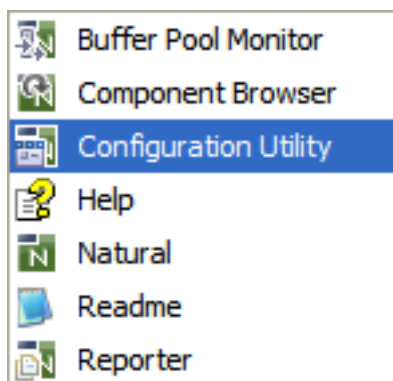 Buffer Pool Monitor
Component Browser
Configuration Utility
Help
Natural
Readme
Reporter